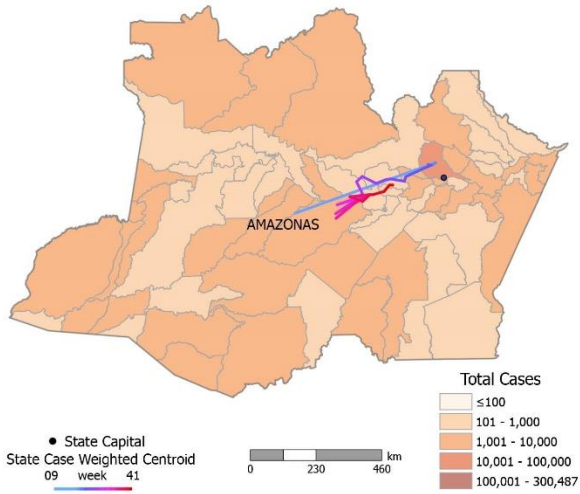 AMAZONAS
Total Cases
≤100
101 - 1,000
1,001 - 10,000
10,001 - 100,000
100,001 - 300,487
State Capital
State Case Weighted Centroid
09 week 41
km
0 230 460